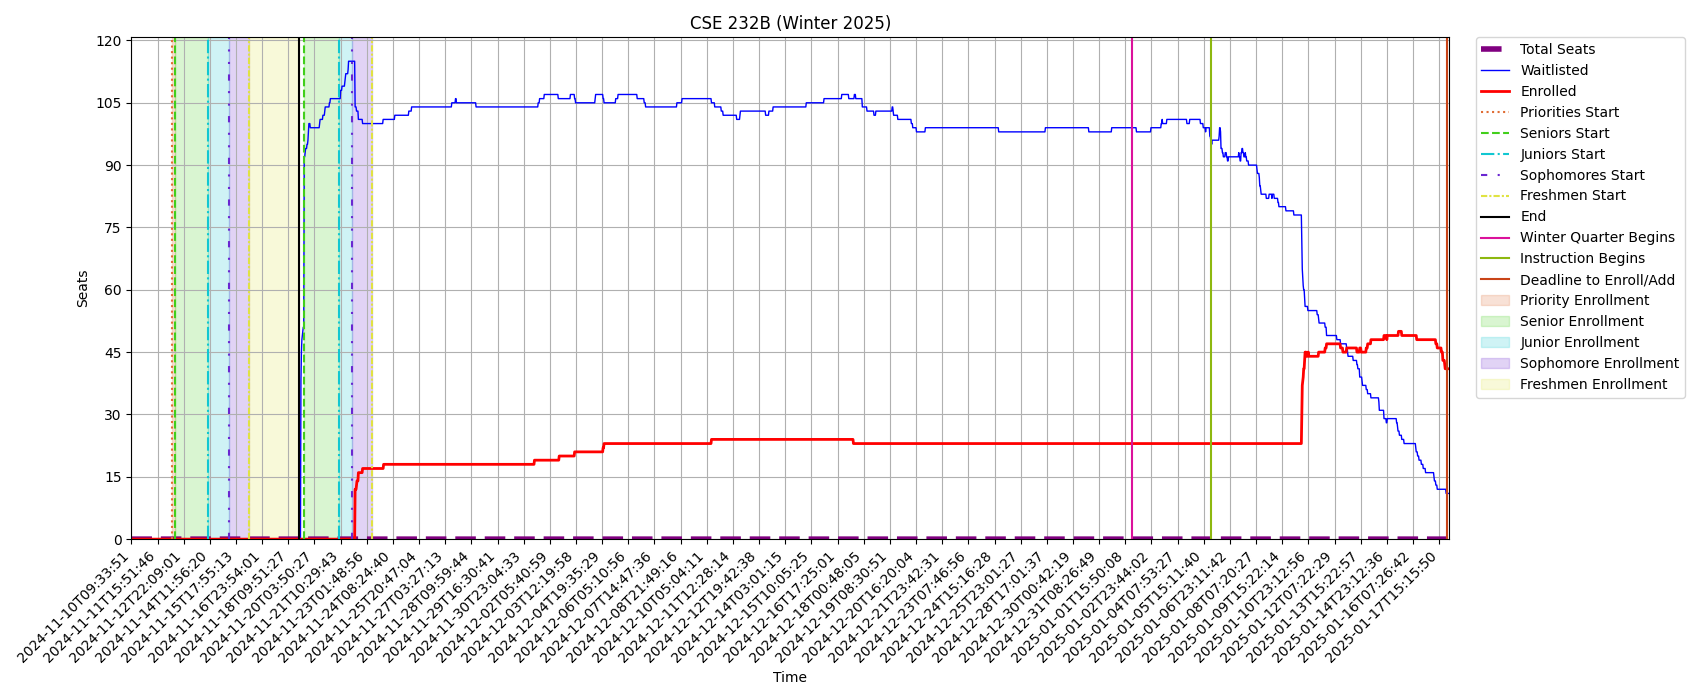 CSE 232B (Winter 2025)
Seats
120
105
90
75
60
45
30
15
0
2024-11-10T09:33:51
2024-11-11T15:51:46
2024-11-12T22:09:01
2024-11-14T11:56:20
2024-11-15T17:55:13
2024-11-16T23:54:01
2024-11-18T09:51:27
2024-11-20T03:50:27
2024-11-21T10:29:43
2024-11-23T01:48:56
2024-11-24T08:24:40
2024-11-25T20:47:04
2024-11-27T03:27:13
2024-11-28T09:59:44
2024-11-29T16:30:41
2024-11-30T23:04:33
2024-12-02T05:40:59
2024-12-03T12:19:58
2024-12-04T19:35:29
2024-12-06T05:10:56
2024-12-07T14:47:36
2024-12-08T21:49:16
2024-12-10T05:04:11
2024-12-11T12:28:14
2024-12-12T19:42:38
2024-12-14T03:01:15
2024-12-15T10:05:25
2024-12-16T17:25:01
2024-12-18T00:48:05
2024-12-19T08:30:51
2024-12-20T16:20:04
2024-12-21T23:42:31
2024-12-23T07:46:56
2024-12-24T15:16:28
2024-12-25T23:01:27
2024-12-28T17:01:37
2024-12-30T00:42:19
2024-12-31T08:26:49
2025-01-01T15:50:08
2025-01-02T23:44:02
2025-01-04T07:53:27
2025-01-05T15:11:40
2025-01-06T23:11:42
2025-01-08T07:20:27
2025-01-09T15:22:14
2025-01-10T23:12:56
2025-01-12T07:22:29
2025-01-13T15:22:57
2025-01-14T23:12:36
2025-01-16T07:26:42
2025-01-17T15:15:50
Time
Total Seats
Waitlisted
Enrolled
Priorities Start
Seniors Start
Juniors Start
Sophomores Start
Freshmen Start
End
Winter Quarter Begins
Instruction Begins
Deadline to Enroll/Add
Priority Enrollment
Senior Enrollment
Junior Enrollment
Sophomore Enrollment
Freshmen Enrollment